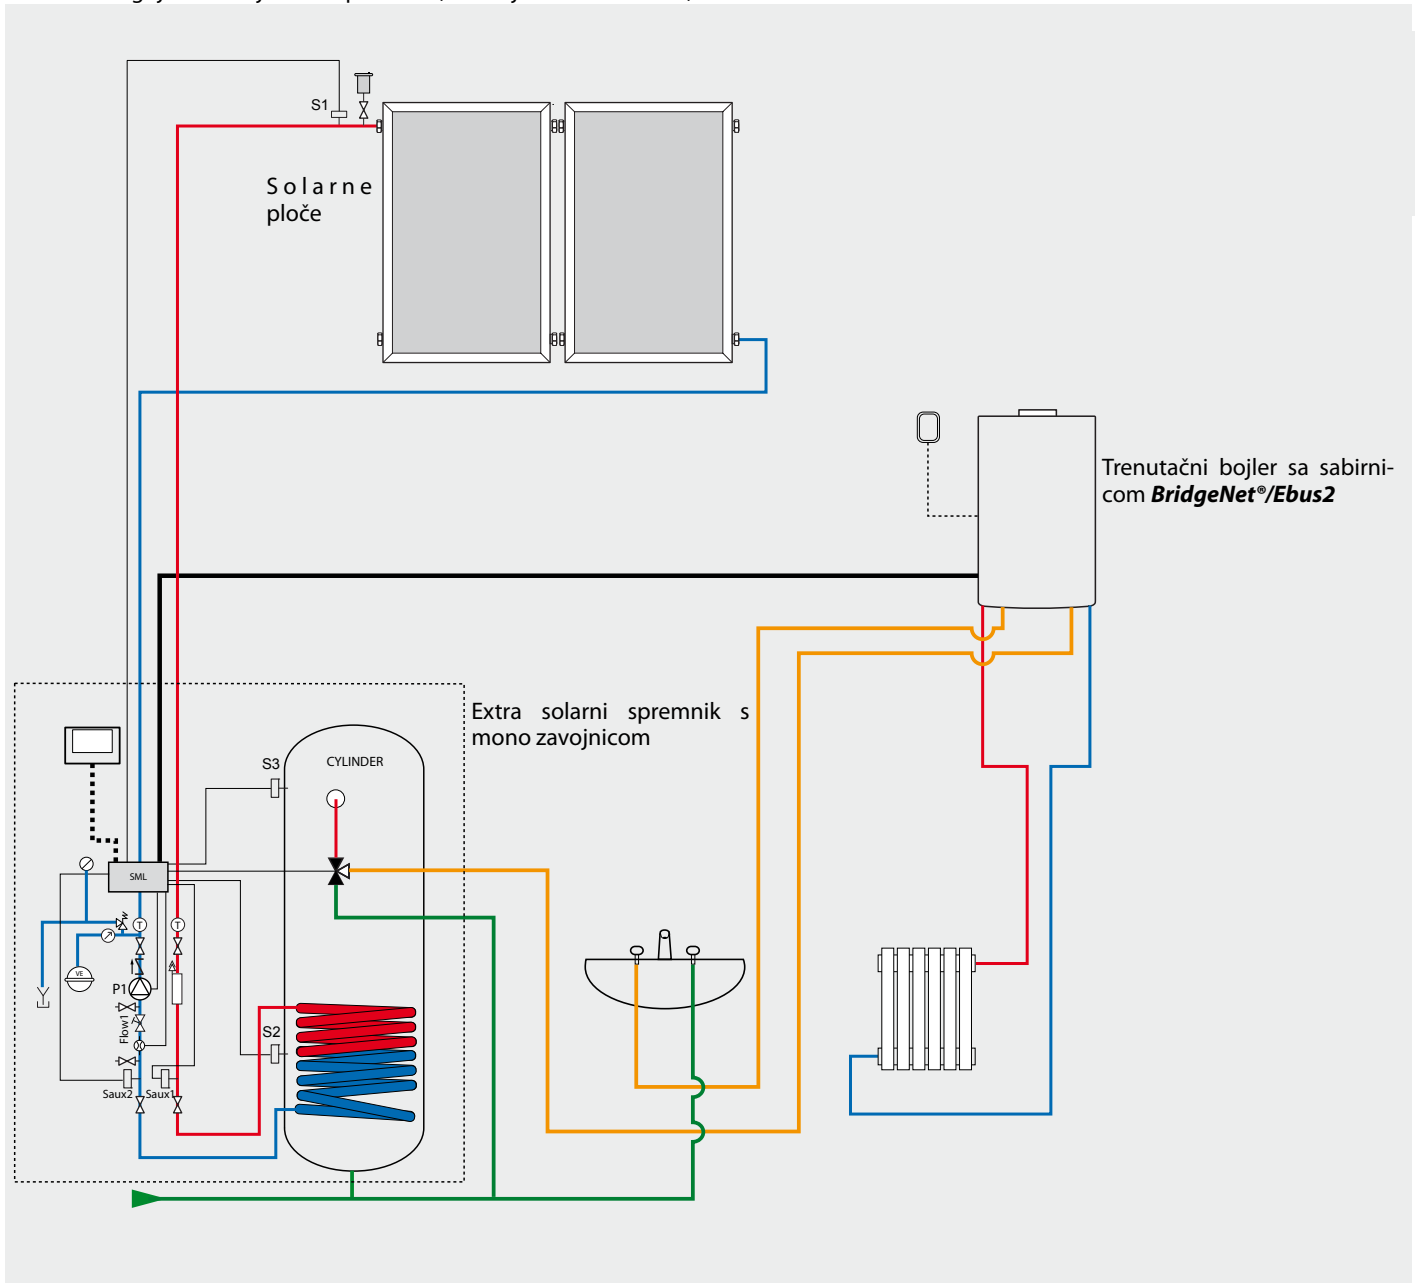 S1
Solarne
ploče
Trenutačni bojler sa sabirni-
com BridgeNet®/Ebus2
Extra solarni spremnik s
mono zavojnicom
S3
CYLINDER
SML
T
T
VE
P1
Flow1
S2
Saux2
Saux1